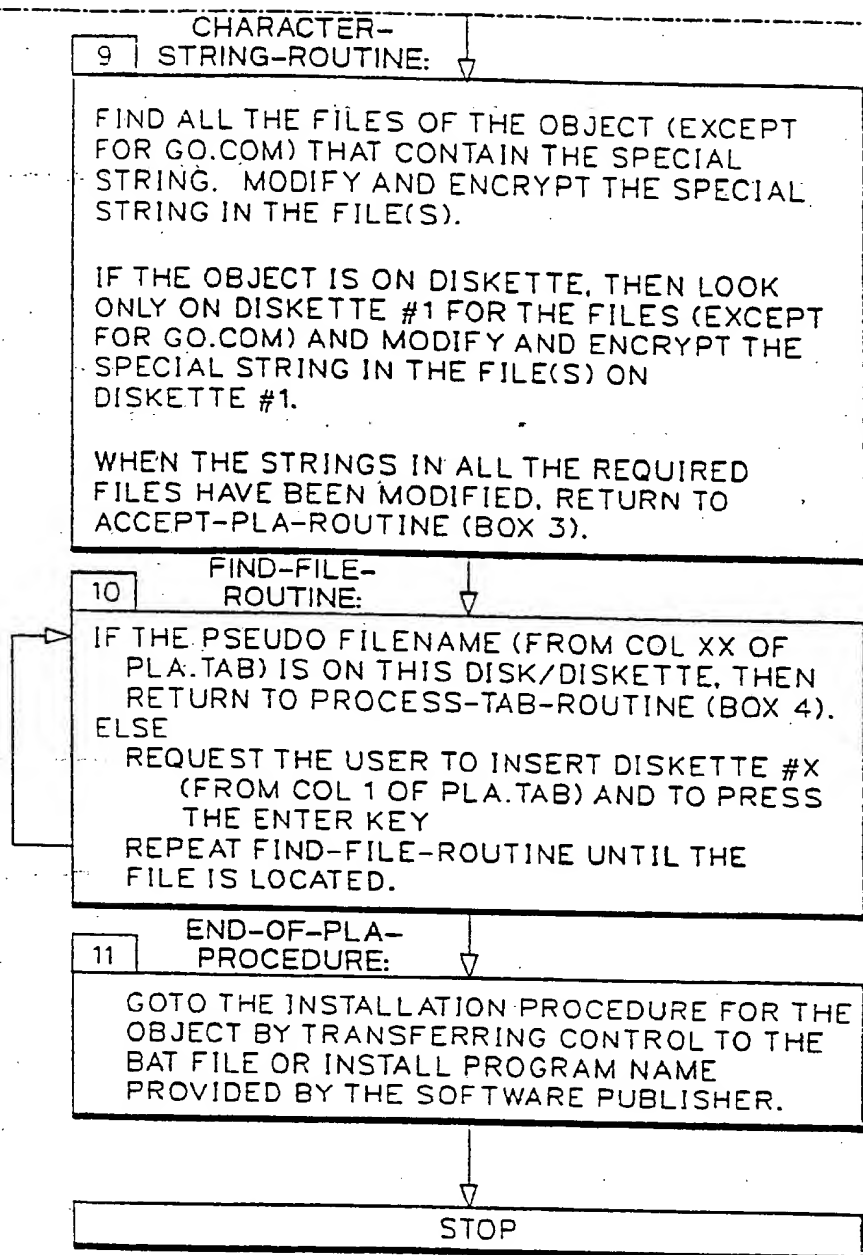 CHARACTER-
9 STRING-ROUTINE:
FIND ALL THE FILES OF THE OBJECT (EXCEPT
FOR GO.COM) THAT CONTAIN THE SPECIAL
STRING. MODIFY AND ENCRYPT THE SPECIAL
STRING IN THE FILE(S).
IF THE OBJECT IS ON DISKETTE, THEN LOOK
ONLY ON DISKETTE #1 FOR THE FILES (EXCEPT
FOR GO.COM) AND MODIFY AND ENCRYPT THE
SPECIAL STRING IN THE FILE(S) ON
DISKETTE #1.
WHEN THE STRINGS IN ALL THE REQUIRED
FILES HAVE BEEN MODIFIED, RETURN TO
ACCEPT-PLA-ROUTINE (BOX 3).
FIND-FILE-
10 ROUTINE:
IF THE PSEUDO FILENAME (FROM COL XX OF
PLA.TAB) IS ON THIS DISK/DISKETTE, THEN
RETURN TO PROCESS-TAB-ROUTINE (BOX 4).
ELSE
REQUEST THE USER TO INSERT DISKETTE #X
(FROM COL 1 OF PLA.TAB) AND TO PRESS
THE ENTER KEY
REPEAT FIND-FILE-ROUTINE UNTIL THE
FILE IS LOCATED.
END-OF-PLA-
11 PROCEDURE:
GOTO THE INSTALLATION PROCEDURE FOR THE
OBJECT BY TRANSFERRING CONTROL TO THE
BAT FILE OR INSTALL PROGRAM NAME
PROVIDED BY THE SOFTWARE PUBLISHER.
STOP